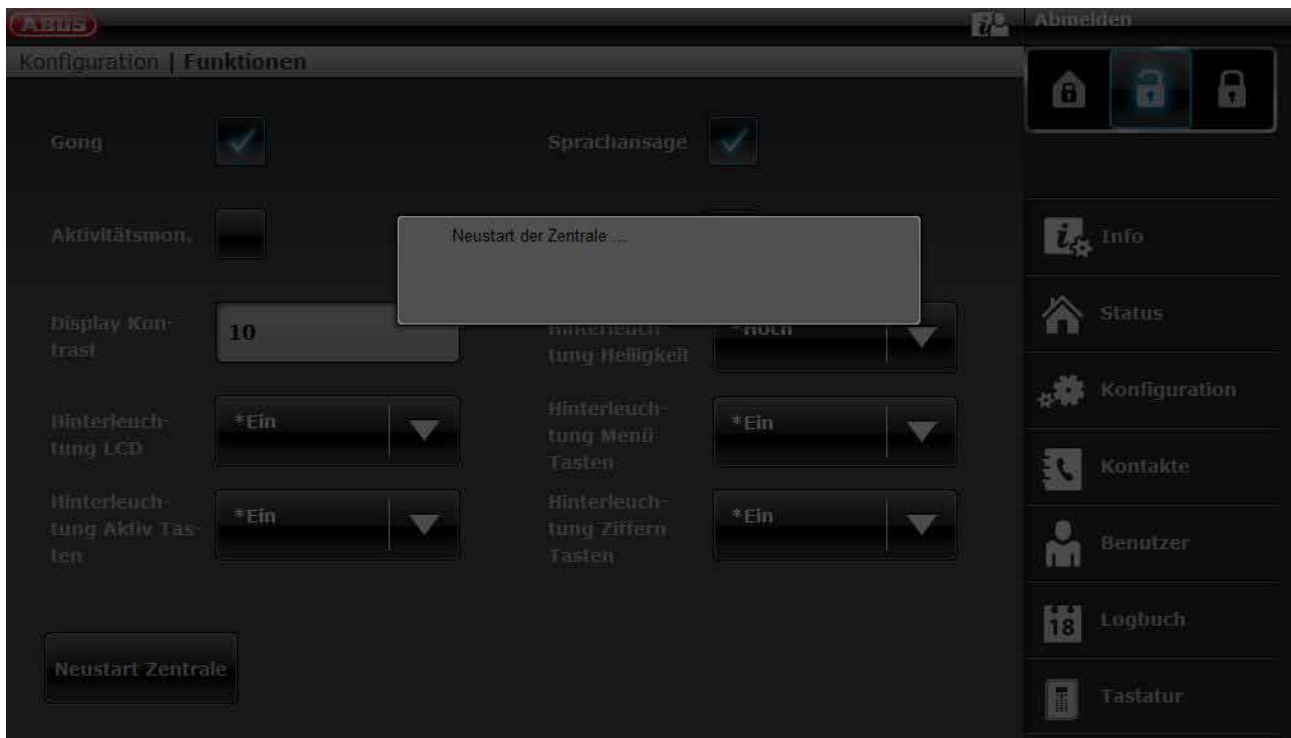 ABUS
Abmelden
Konfiguration | Funktionen
Gong
Sprachansage
Aktivitätsmon.
Neustart der Zentrale ...
Info
Display Kon-
trast
10
Hinterleuch-
tung Helligkeit
*Hoch
Status
Konfiguration
Hinterleuch-
tung LCD
*Ein
Hinterleuch-
tung Menü
Tasten
*Ein
Kontakte
Hinterleuch-
tung Aktiv Tas-
ten
*Ein
Hinterleuch-
tung Ziffern
Tasten
*Ein
Benutzer
18
Logbuch
Neustart Zentrale
Tastatur